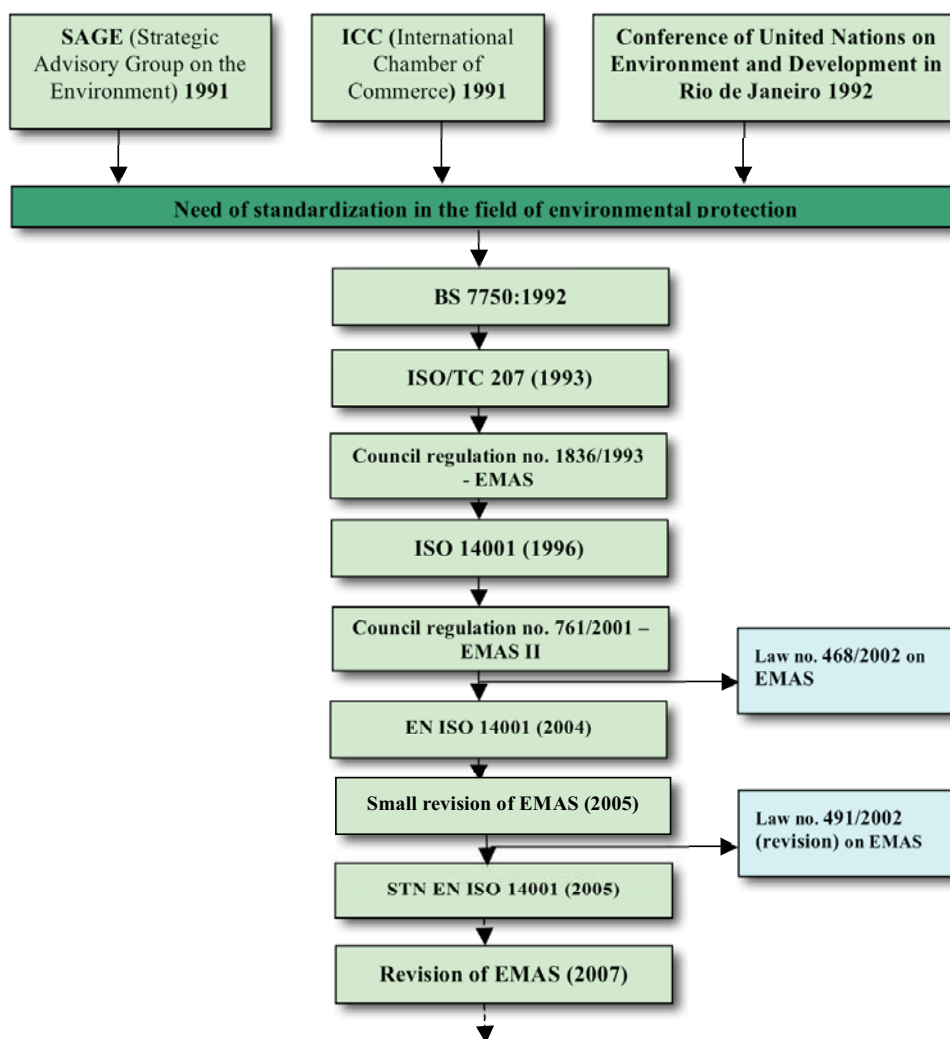 SAGE (Strategic
Advisory Group on the
Environment) 1991
ICC (International
Chamber of
Commerce) 1991
Conference of United Nations on
Environment and Development in
Rio de Janeiro 1992
Need of standardization in the field of environmental protection
BS 7750:1992
ISO/TC 207 (1993)
Council regulation no. 1836/1993
- EMAS
ISO 14001 (1996)
Council regulation no. 761/2001 –
EMAS II
Law no. 468/2002 on
EMAS
EN ISO 14001 (2004)
Small revision of EMAS (2005)
Law no. 491/2002
(revision) on EMAS
STN EN ISO 14001 (2005)
Revision of EMAS (2007)